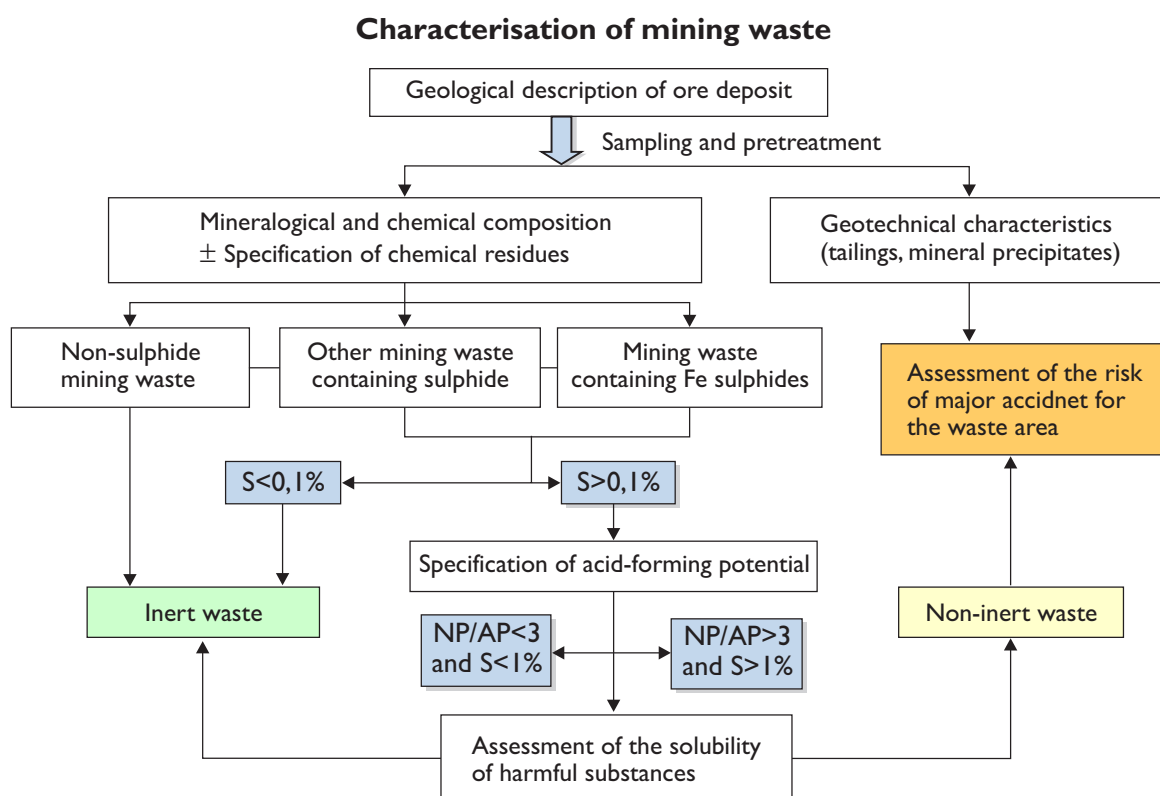 Characterisation of mining waste
Geological description of ore deposit
Sampling and pretreatment
Mineralogical and chemical composition
± Specification of chemical residues
Geotechnical characteristics
(tailings, mineral precipitates)
Non-sulphide
mining waste
Other mining waste
containing sulphide
Mining waste
containing Fe sulphides
Assessment of the risk
of major accidnet for
the waste area
S<0,1%
S>0,1%
Specification of acid-forming potential
Inert waste
NP/AP<3
and S<1%
NP/AP>3
and S>1%
Non-inert waste
Assessment of the solubility
of harmful substances